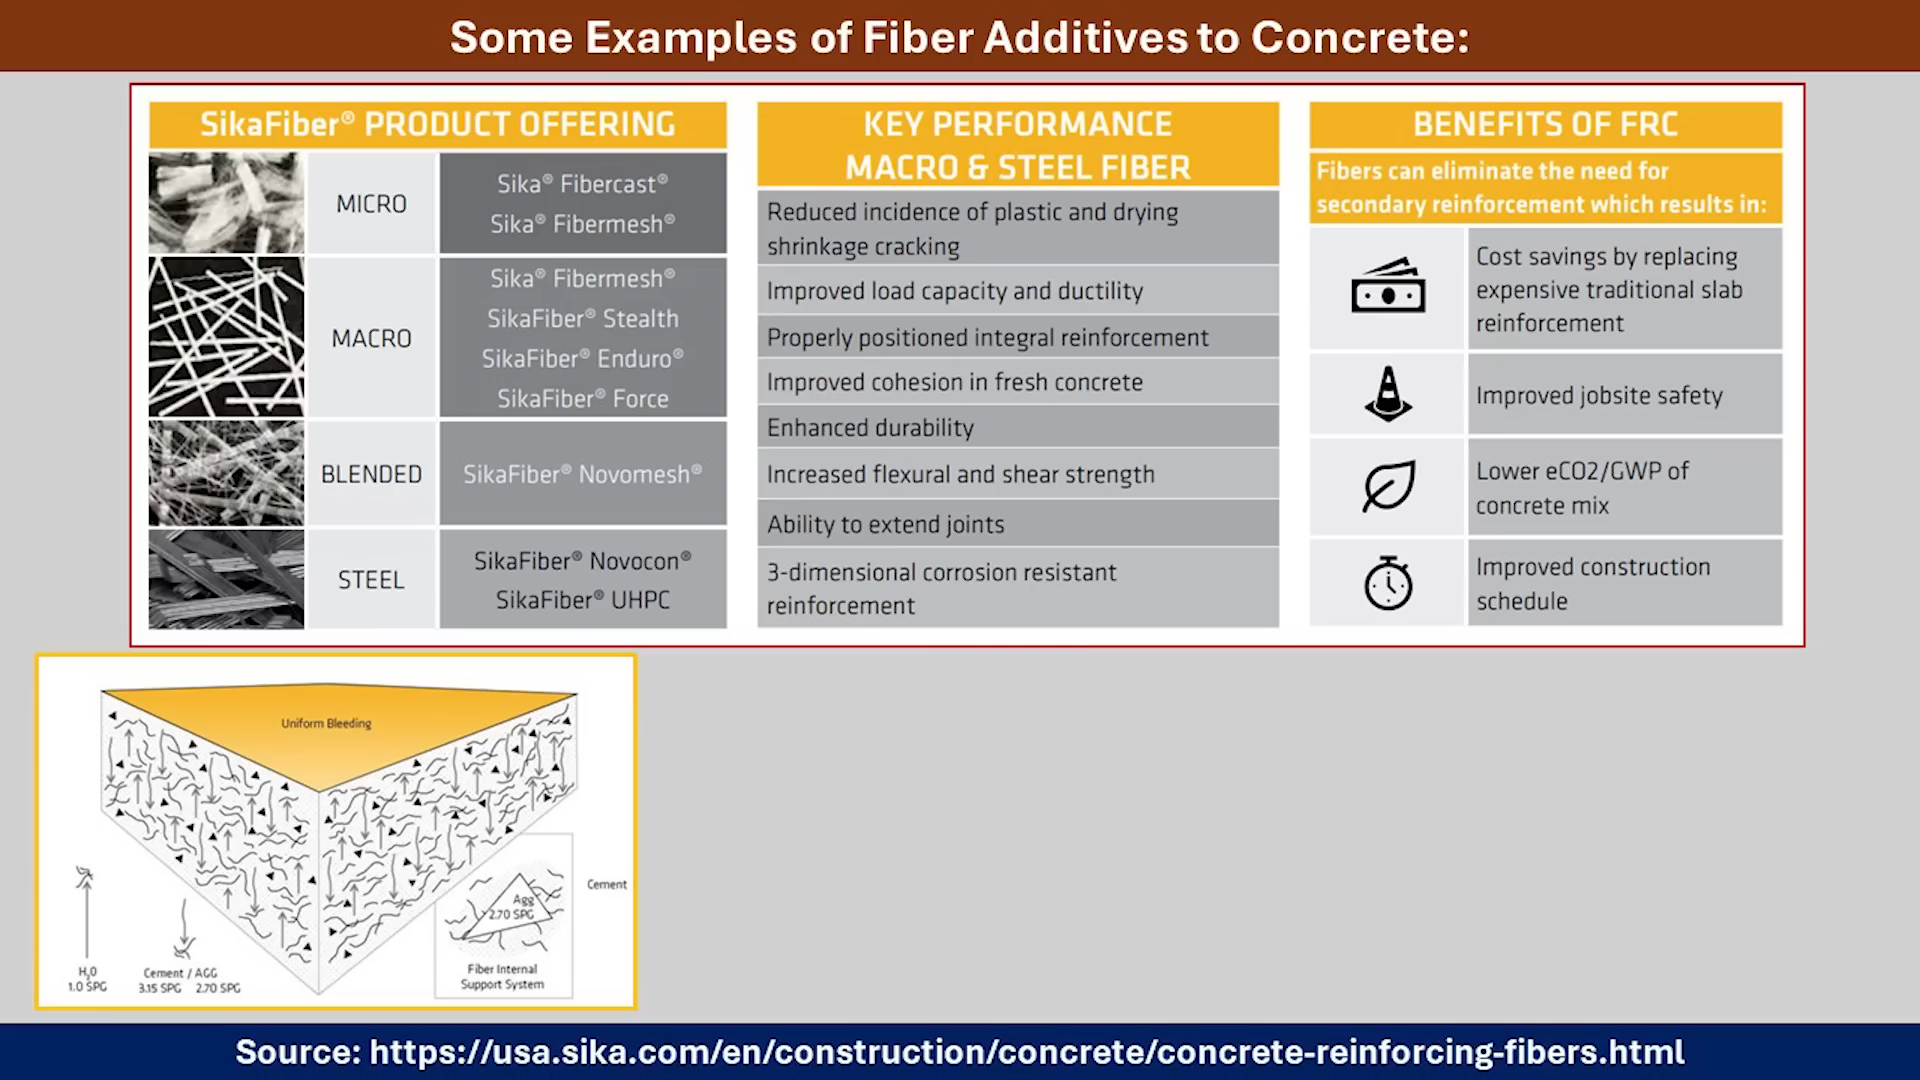 Some Examples of Fiber Additives to Concrete:
SikaFiber® PRODUCT OFFERING
MICRO
Sika® Fibercast®
Sika® Fibermesh®
MACRO
Sika® Fibermesh®
SikaFiber® Stealth
SikaFiber® Enduro®
SikaFiber® Force
BLENDED
SikaFiber® Novomesh®
STEEL
SikaFiber® Novocon®
SikaFiber® UHPC
KEY PERFORMANCE
MACRO & STEEL FIBER
Reduced incidence of plastic and drying
shrinkage cracking
Improved load capacity and ductility
Properly positioned integral reinforcement
Improved cohesion in fresh concrete
Enhanced durability
Increased flexural and shear strength
Ability to extend joints
3-dimensional corrosion resistant
reinforcement
BENEFITS OF FRC
Fibers can eliminate the need for
secondary reinforcement which results in:
Cost savings by replacing
expensive traditional slab
reinforcement
Improved jobsite safety
Lower eCO2/GWP of
concrete mix
Improved construction
schedule
Uniform Bleeding
H₂0
1.0 SPG
Cement / AGG
3.15 SPG 2.70 SPG
Agg
2.70 SPG
Cement
Fiber Internal
Support System
Source: https://usa.sika.com/en/construction/concrete/concrete-reinforcing-fibers.html